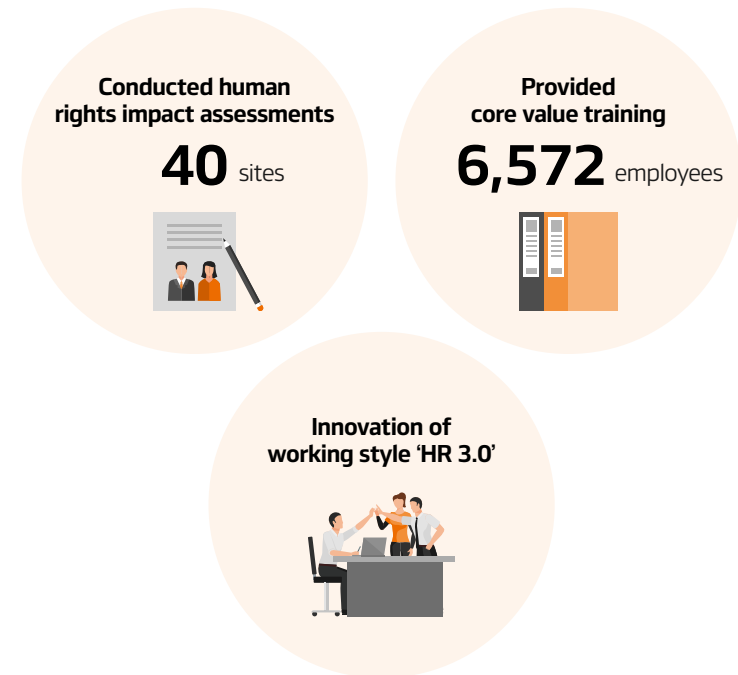 Conducted human
rights impact assessments
40 sites
Provided
core value training
6,572 employees
Innovation of
working style ‘HR 3.0’